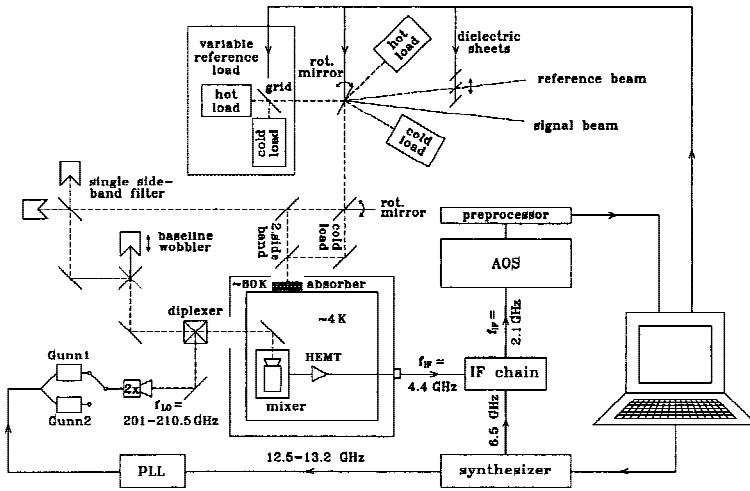 variable
reference
load
hot
load
grid
cold
load
rot.
mirror
hot
load
dielectric
sheets
reference beam
signal beam
cold
load
single side-
band filter
baseline
wobbler
2.side
band
cold
load
rot.
mirror
preprocessor
AOS
~80K
absorber
~4K
diplexer
HEMT
mixer
f_IF =
4.4 GHz
f_IF =
2.1 GHz
IF chain
6.5 GHz
Gunn1
Gunn2
2x
f_LO =
201-210.5GHz
PLL
12.5-13.2 GHz
synthesizer